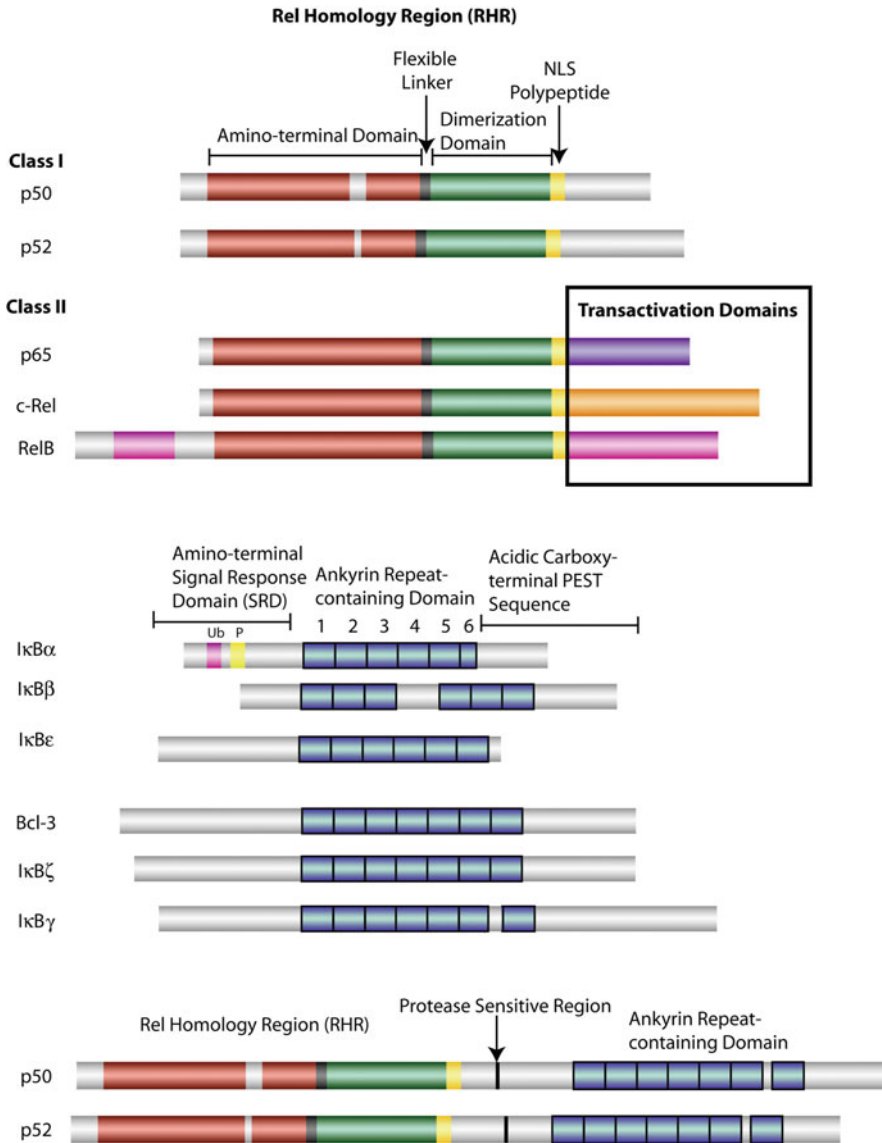 Rel Homology Region (RHR)
Flexible
Linker
NLS
Polypeptide
Amino-terminal Domain
Dimerization
Domain
Class I
p50
p52
Class II
Transactivation Domains
p65
c-Rel
RelB
Amino-terminal
Signal Response
Domain (SRD)
Ankyrin Repeat-
containing Domain
Acidic Carboxy-
terminal PEST
Sequence
Ub P
1 2 3 4 5 6
IκBα
IκBβ
IκBε
Bcl-3
IκBζ
IκBγ
Protease Sensitive Region
Rel Homology Region (RHR)
Ankyrin Repeat-
containing Domain
p50
p52